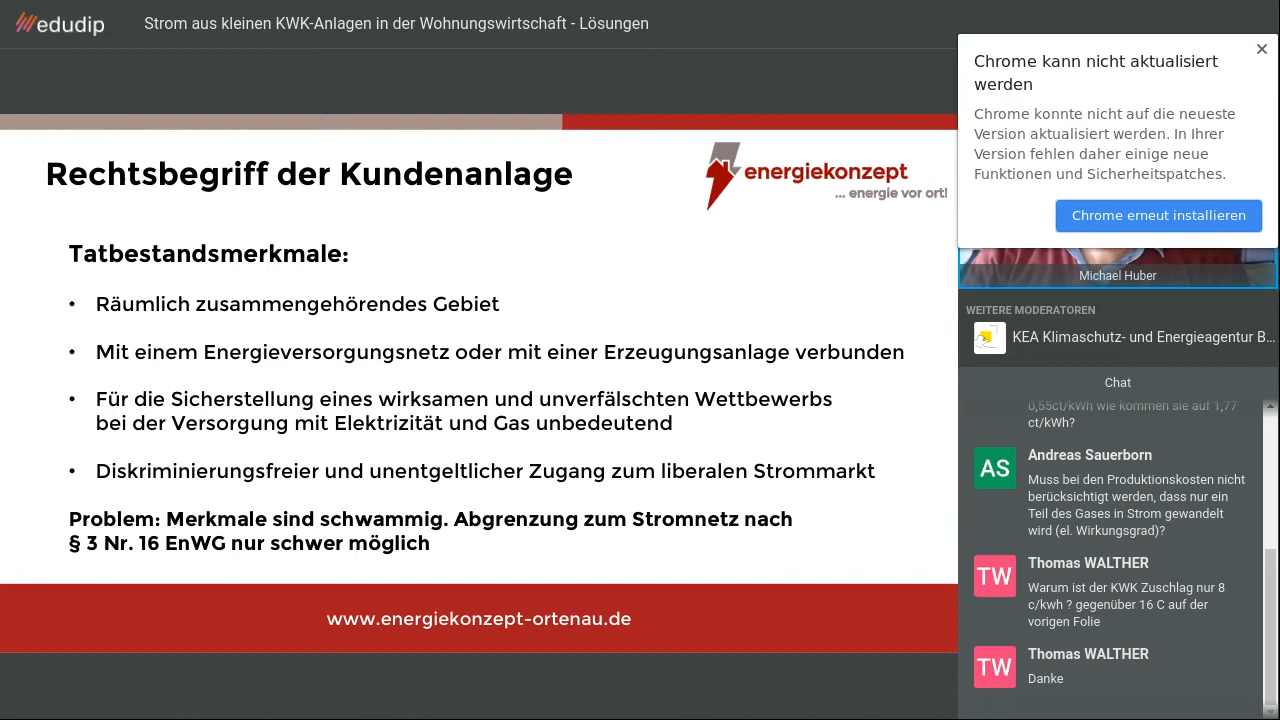 edudip
Strom aus kleinen KWK-Anlagen in der Wohnungswirtschaft - Lösungen
Rechtsbegriff der Kundenanlage
energiekonzept
... energie vor ort!
Tatbestandsmerkmale:
• Räumlich zusammengehörendes Gebiet
• Mit einem Energieversorgungsnetz oder mit einer Erzeugungsanlage verbunden
• Für die Sicherstellung eines wirksamen und unverfälschten Wettbewerbs
bei der Versorgung mit Elektrizität und Gas unbedeutend
• Diskriminierungsfreier und unentgeltlicher Zugang zum liberalen Strommarkt
Problem: Merkmale sind schwammig. Abgrenzung zum Stromnetz nach
§ 3 Nr. 16 EnWG nur schwer möglich
www.energiekonzept-ortenau.de
Chrome kann nicht aktualisiert
werden
Chrome konnte nicht auf die neueste
Version aktualisiert werden. In Ihrer
Version fehlen daher einige neue
Funktionen und Sicherheitspatches.
Chrome erneut installieren
Michael Huber
WEITERE MODERATOREN
KEA Klimaschutz- und Energieagentur B...
Chat
0,55ct/kWh wie kommen sie auf 1,77
ct/kWh?
AS
Andreas Sauerborn
Muss bei den Produktionskosten nicht
berücksichtigt werden, dass nur ein
Teil des Gases in Strom gewandelt
wird (el. Wirkungsgrad)?
TW
Thomas WALTHER
Warum ist der KWK Zuschlag nur 8
c/kwh ? gegenüber 16 C auf der
vorigen Folie
TW
Thomas WALTHER
Danke